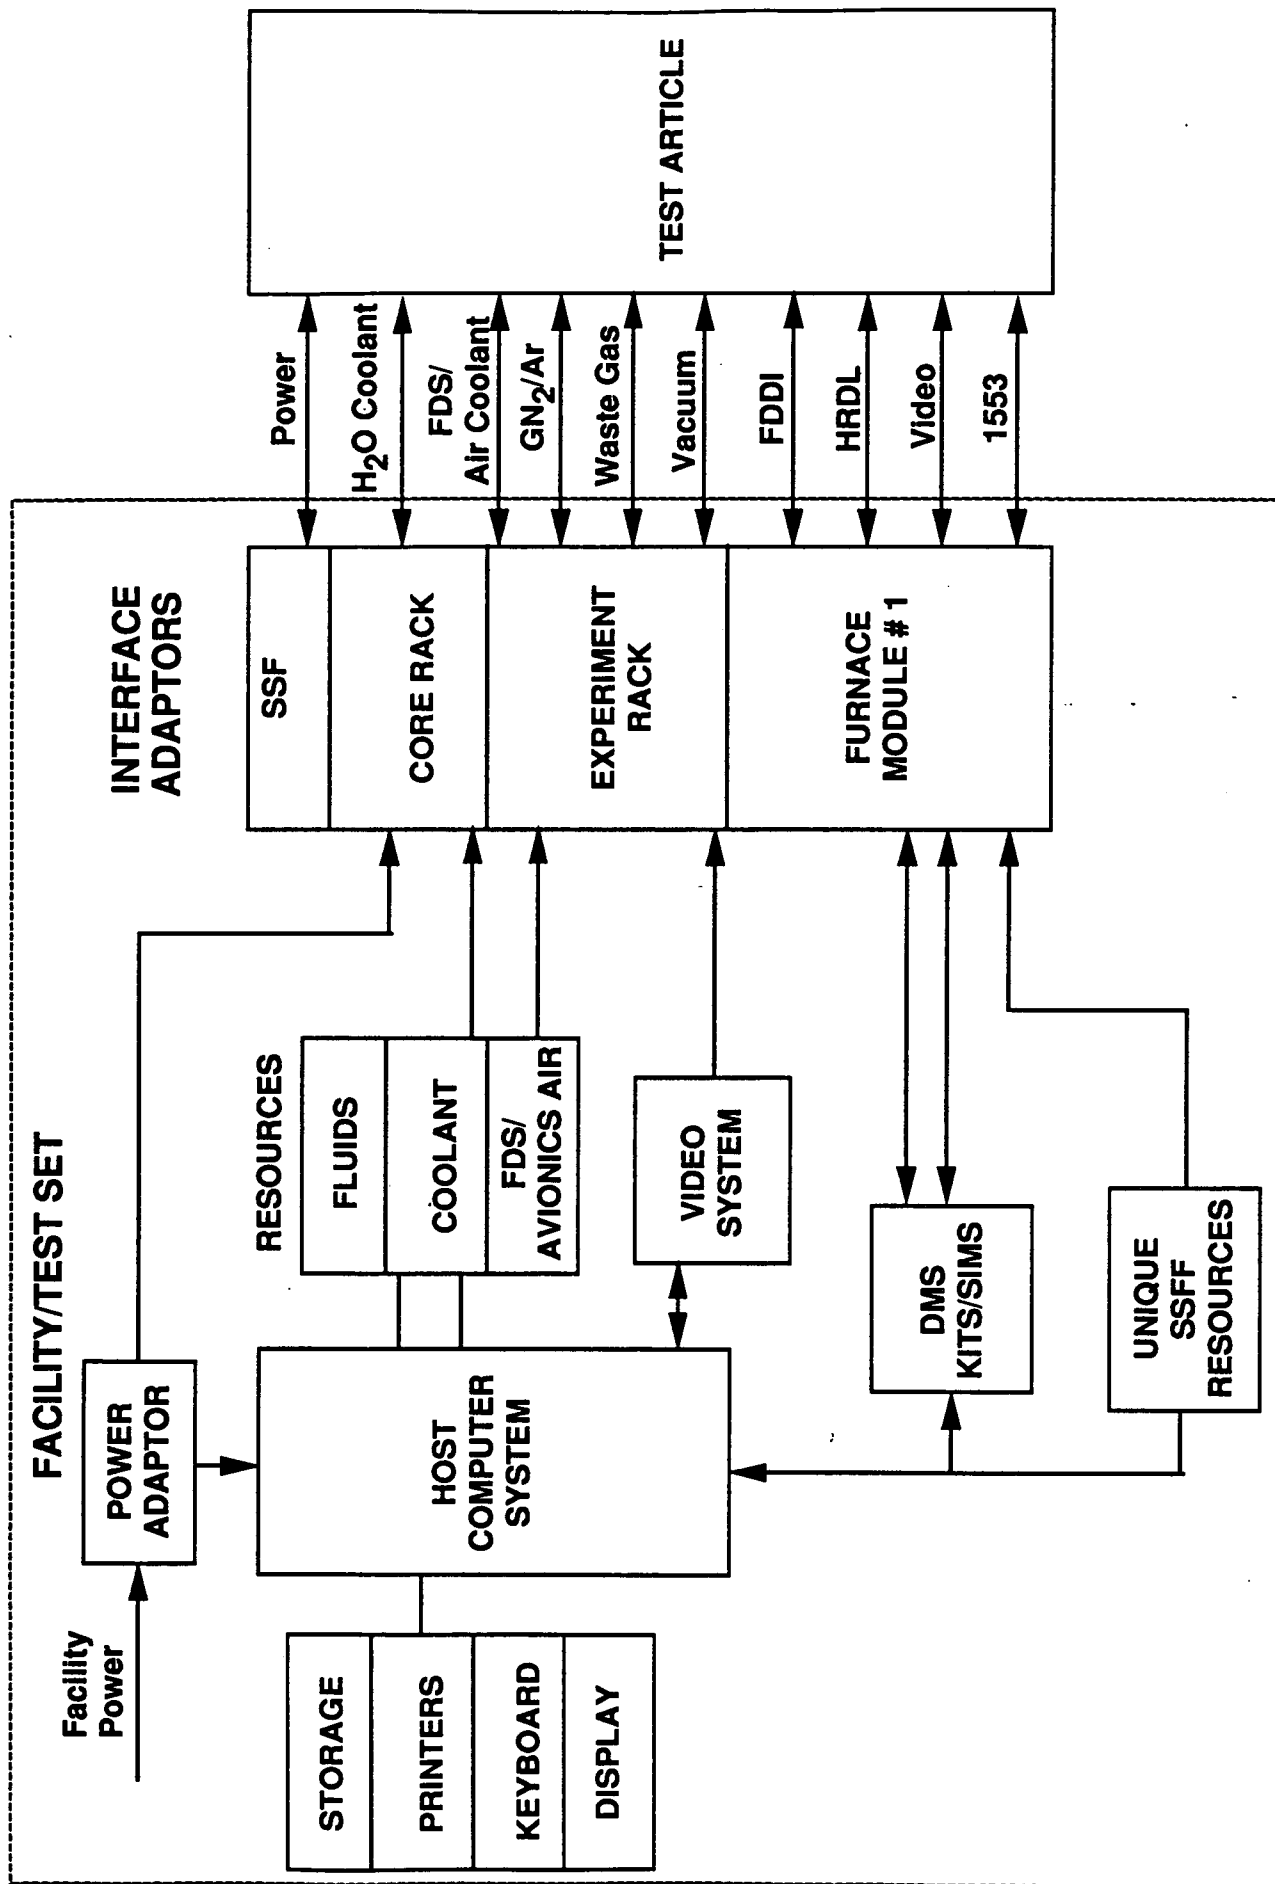 FACILITY/TEST SET
Facility
Power
POWER
ADAPTOR
STORAGE
PRINTERS
KEYBOARD
DISPLAY
HOST
COMPUTER
SYSTEM
RESOURCES
FLUIDS
COOLANT
FDS/
AVIONICS AIR
VIDEO
SYSTEM
DMS
KITS/SIMS
UNIQUE
SSFF
RESOURCES
INTERFACE
ADAPTORS
SSF
CORE RACK
EXPERIMENT
RACK
FURNACE
MODULE # 1
Power
H₂O Coolant
FDS/
Air Coolant
GN₂/Ar
Waste Gas
Vacuum
FDDI
HRDL
Video
1553
TEST ARTICLE